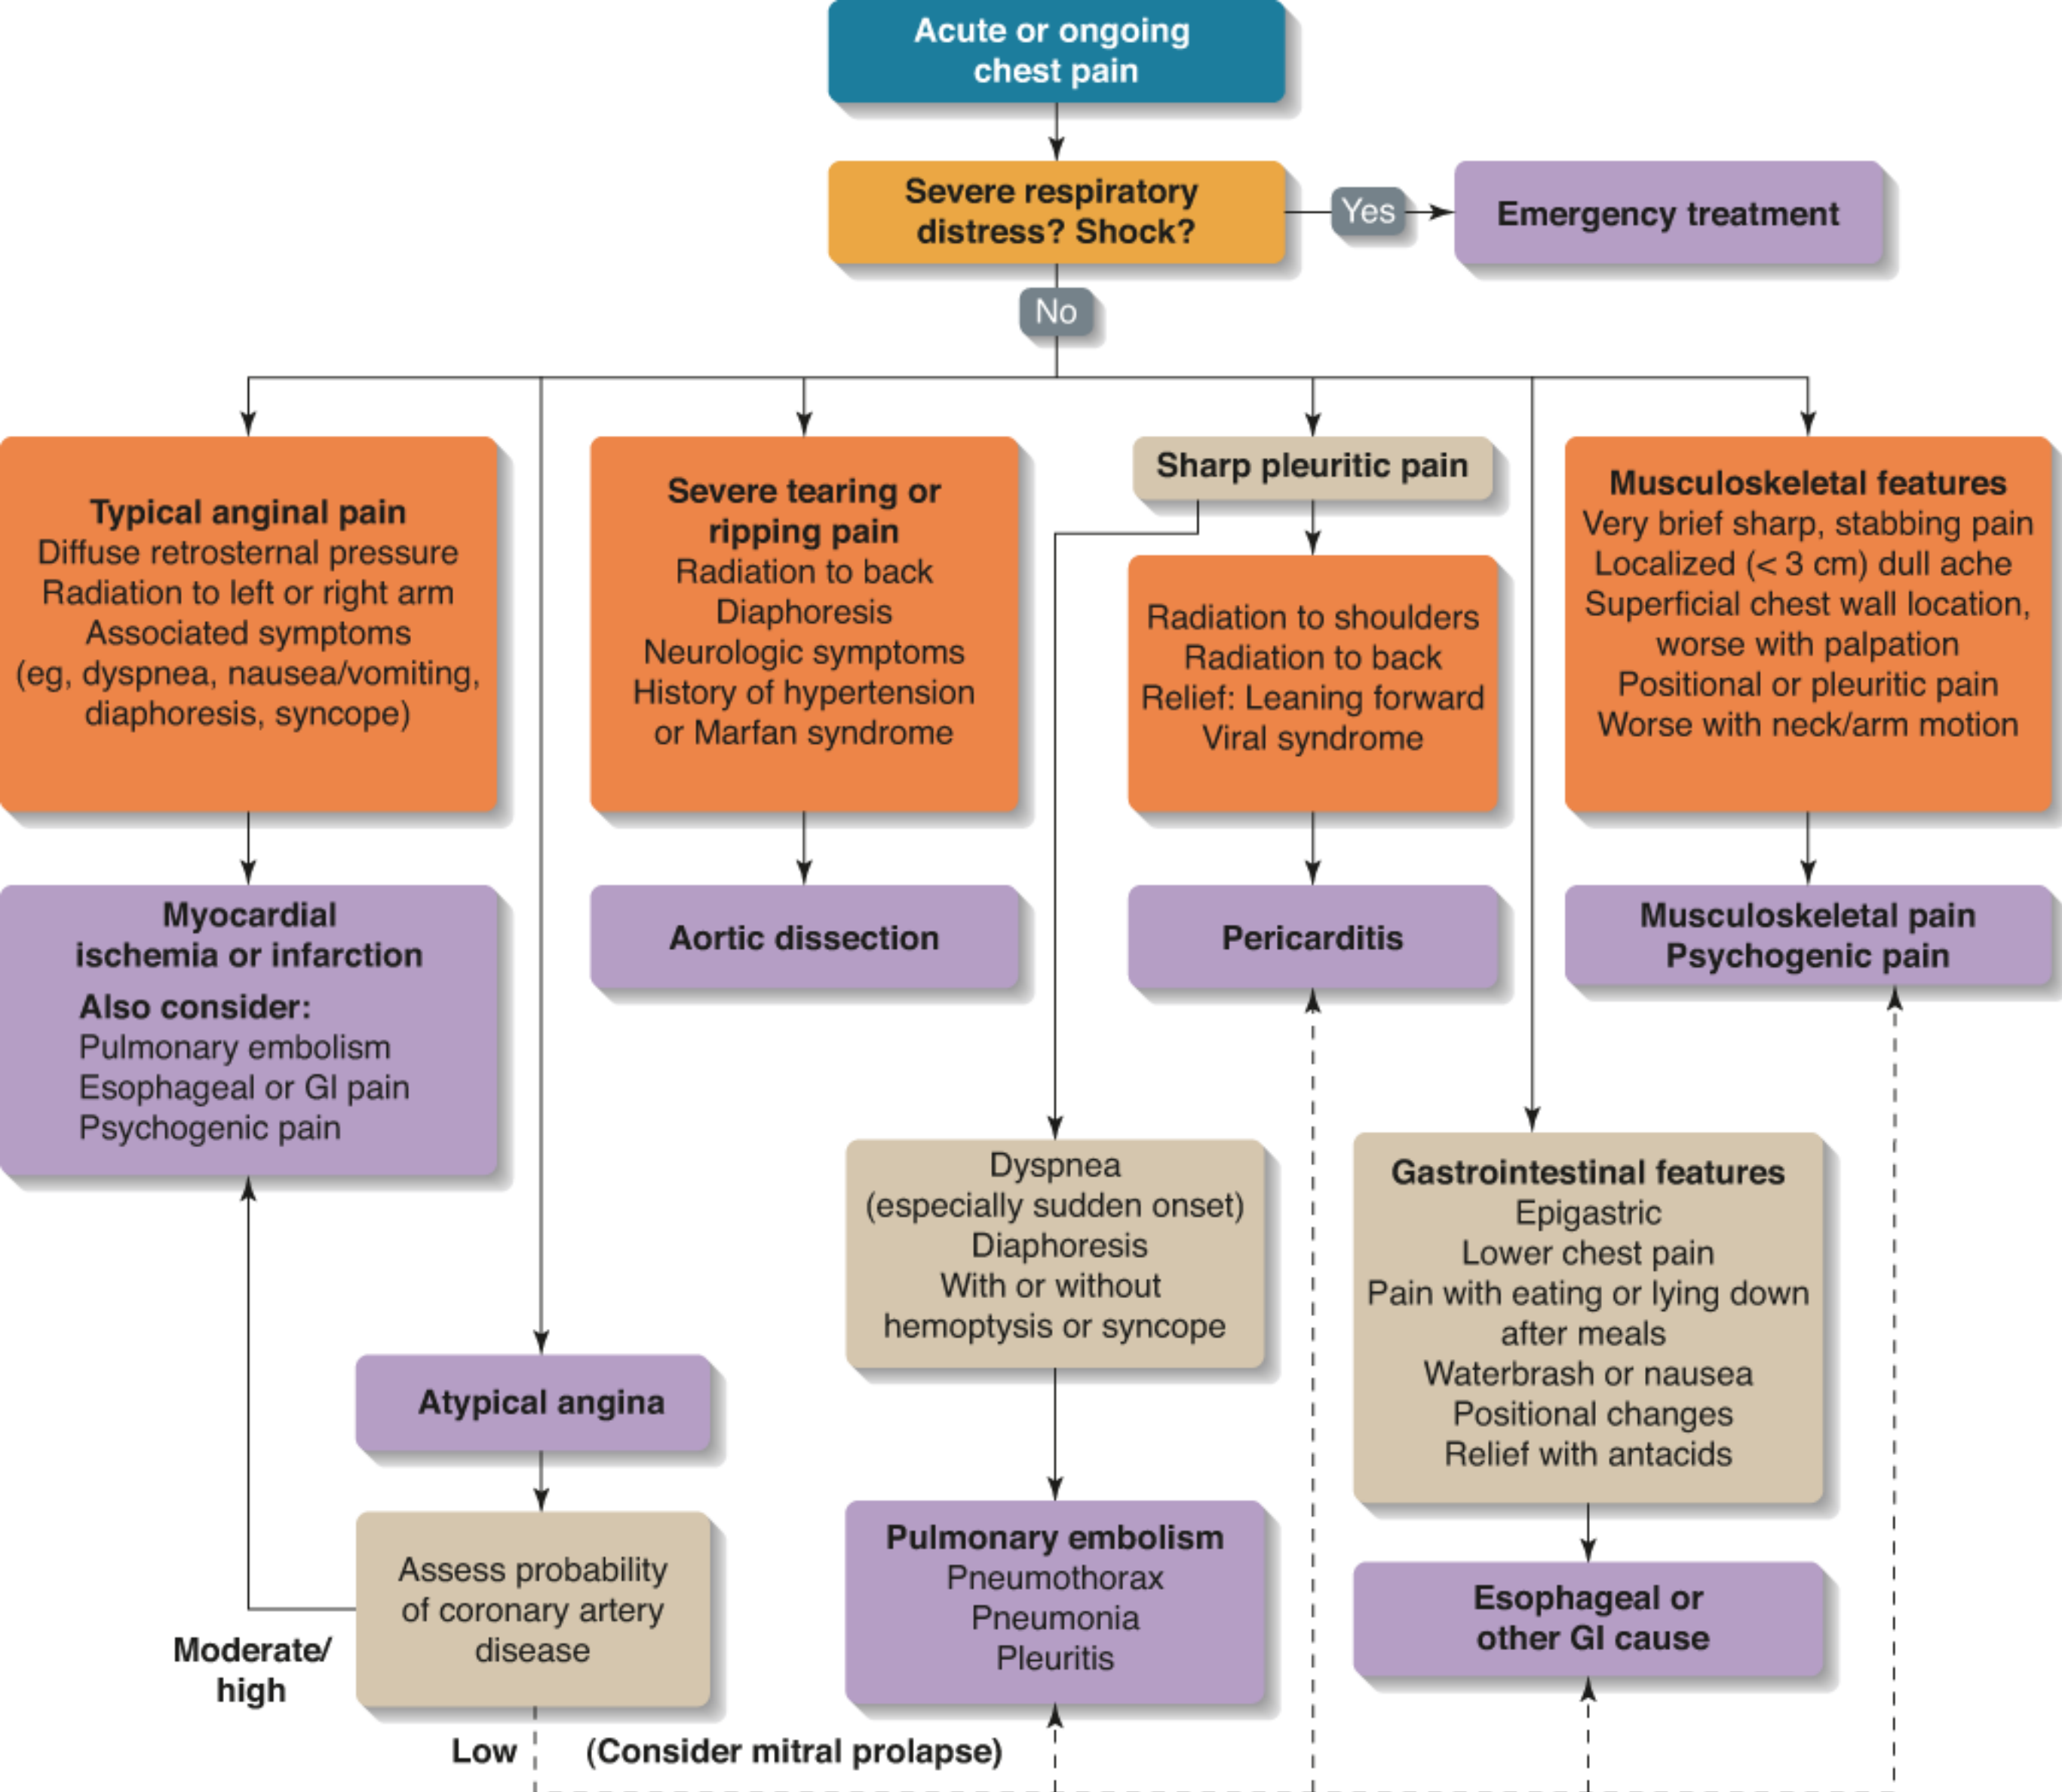 Acute or ongoing
chest pain
Severe respiratory
distress? Shock?
Yes
Emergency treatment
No
Typical anginal pain
Diffuse retrosternal pressure
Radiation to left or right arm
Associated symptoms
(eg, dyspnea, nausea/vomiting,
diaphoresis, syncope)
Severe tearing or
ripping pain
Radiation to back
Diaphoresis
Neurologic symptoms
History of hypertension
or Marfan syndrome
Sharp pleuritic pain
Radiation to shoulders
Radiation to back
Relief: Leaning forward
Viral syndrome
Musculoskeletal features
Very brief sharp, stabbing pain
Localized (< 3 cm) dull ache
Superficial chest wall location,
worse with palpation
Positional or pleuritic pain
Worse with neck/arm motion
Myocardial
ischemia or infarction
Also consider:
Pulmonary embolism
Esophageal or GI pain
Psychogenic pain
Aortic dissection
Pericarditis
Musculoskeletal pain
Psychogenic pain
Dyspnea
(especially sudden onset)
Diaphoresis
With or without
hemoptysis or syncope
Gastrointestinal features
Epigastric
Lower chest pain
Pain with eating or lying down
after meals
Waterbrash or nausea
Positional changes
Relief with antacids
Atypical angina
Assess probability
of coronary artery
disease
Moderate/
high
Pulmonary embolism
Pneumothorax
Pneumonia
Pleuritis
Esophageal or
other GI cause
Low
(Consider mitral prolapse)